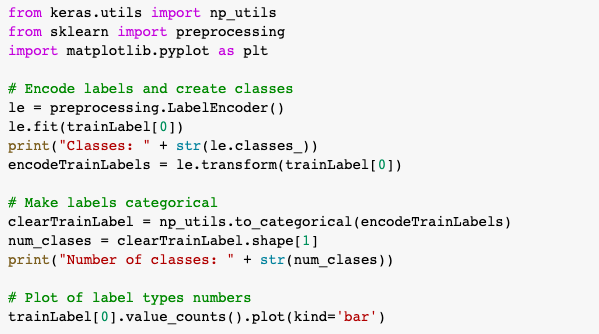 from keras.utils import np_utils
from sklearn import preprocessing
import matplotlib.pyplot as plt
# Encode labels and create classes
le = preprocessing.LabelEncoder()
le.fit(trainLabel[0])
print("Classes: " + str(le.classes_))
encodeTrainLabels = le.transform(trainLabel[0])
# Make labels categorical
clearTrainLabel = np_utils.to_categorical(encodeTrainLabels)
num_clases = clearTrainLabel.shape[1]
print("Number of classes: " + str(num_clases))
# Plot of label types numbers
trainLabel[0].value_counts().plot(kind='bar')